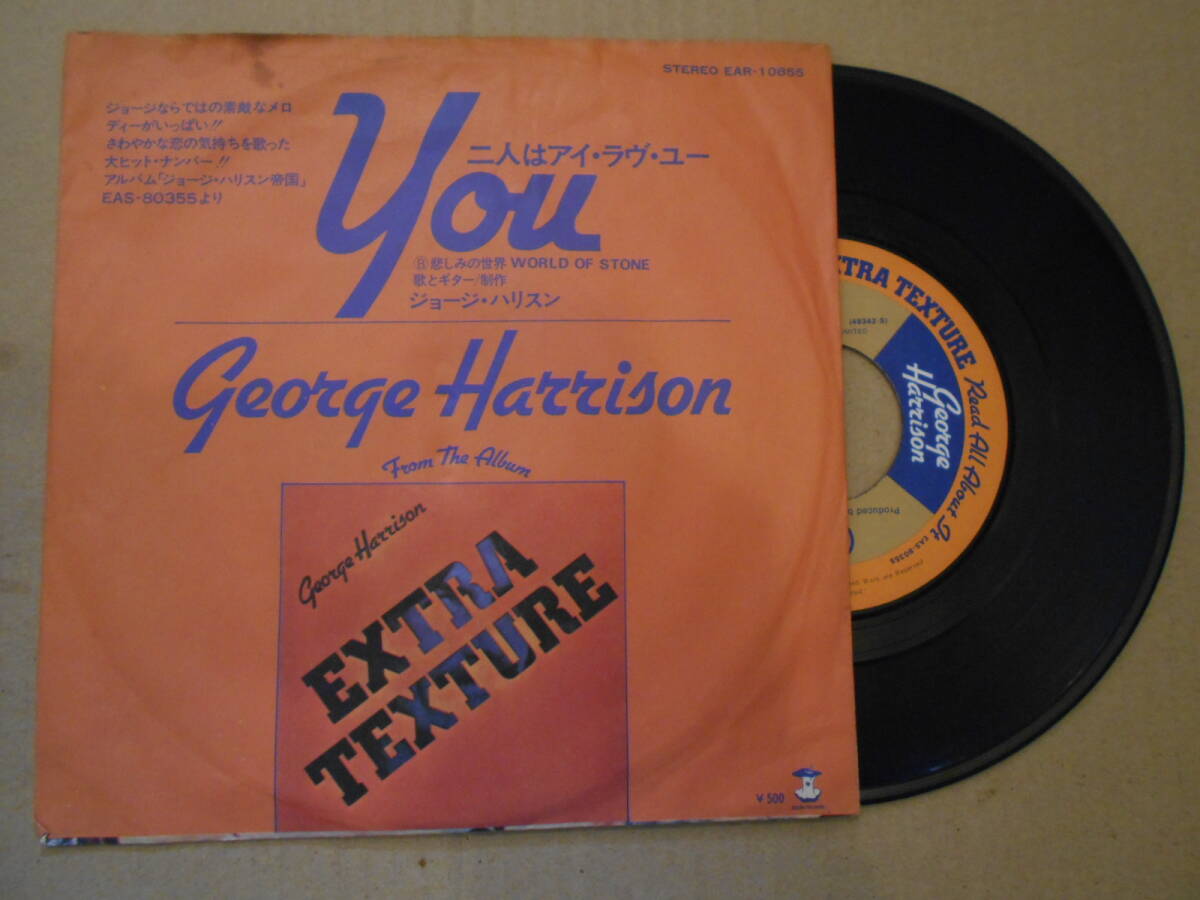 STEREO EAR-10855
ジョージならではの素敵なメロ
ディーがいっぱい!!
さわやかな恋の気持ちを歌った
大ヒット・ナンバー!!
アルバム「ジョージ・ハリスン帝国」
EAS-80355より
You
二人はアイ・ラヴ・ユー
Ⓑ悲しみの世界 WORLD OF STONE
歌とギター/制作
ジョージ・ハリスン
George Harrison
From The Album
George Harrison
EXTRA
TEXTURE
¥500
XTRA TEXTURE Read All About It EAS-80355
(49342-S)
George
Harrison
Produced b